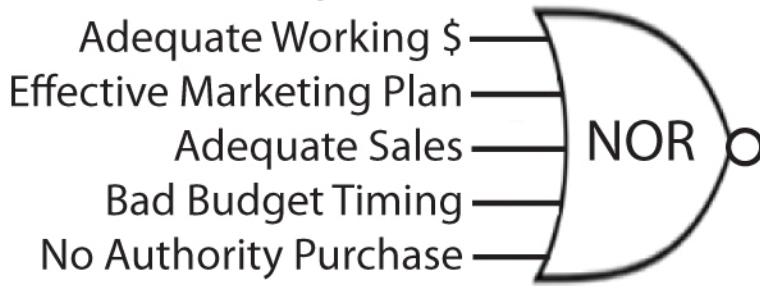 Adequate Working $
Effective Marketing Plan
Adequate Sales
NOR
Bad Budget Timing
No Authority Purchase